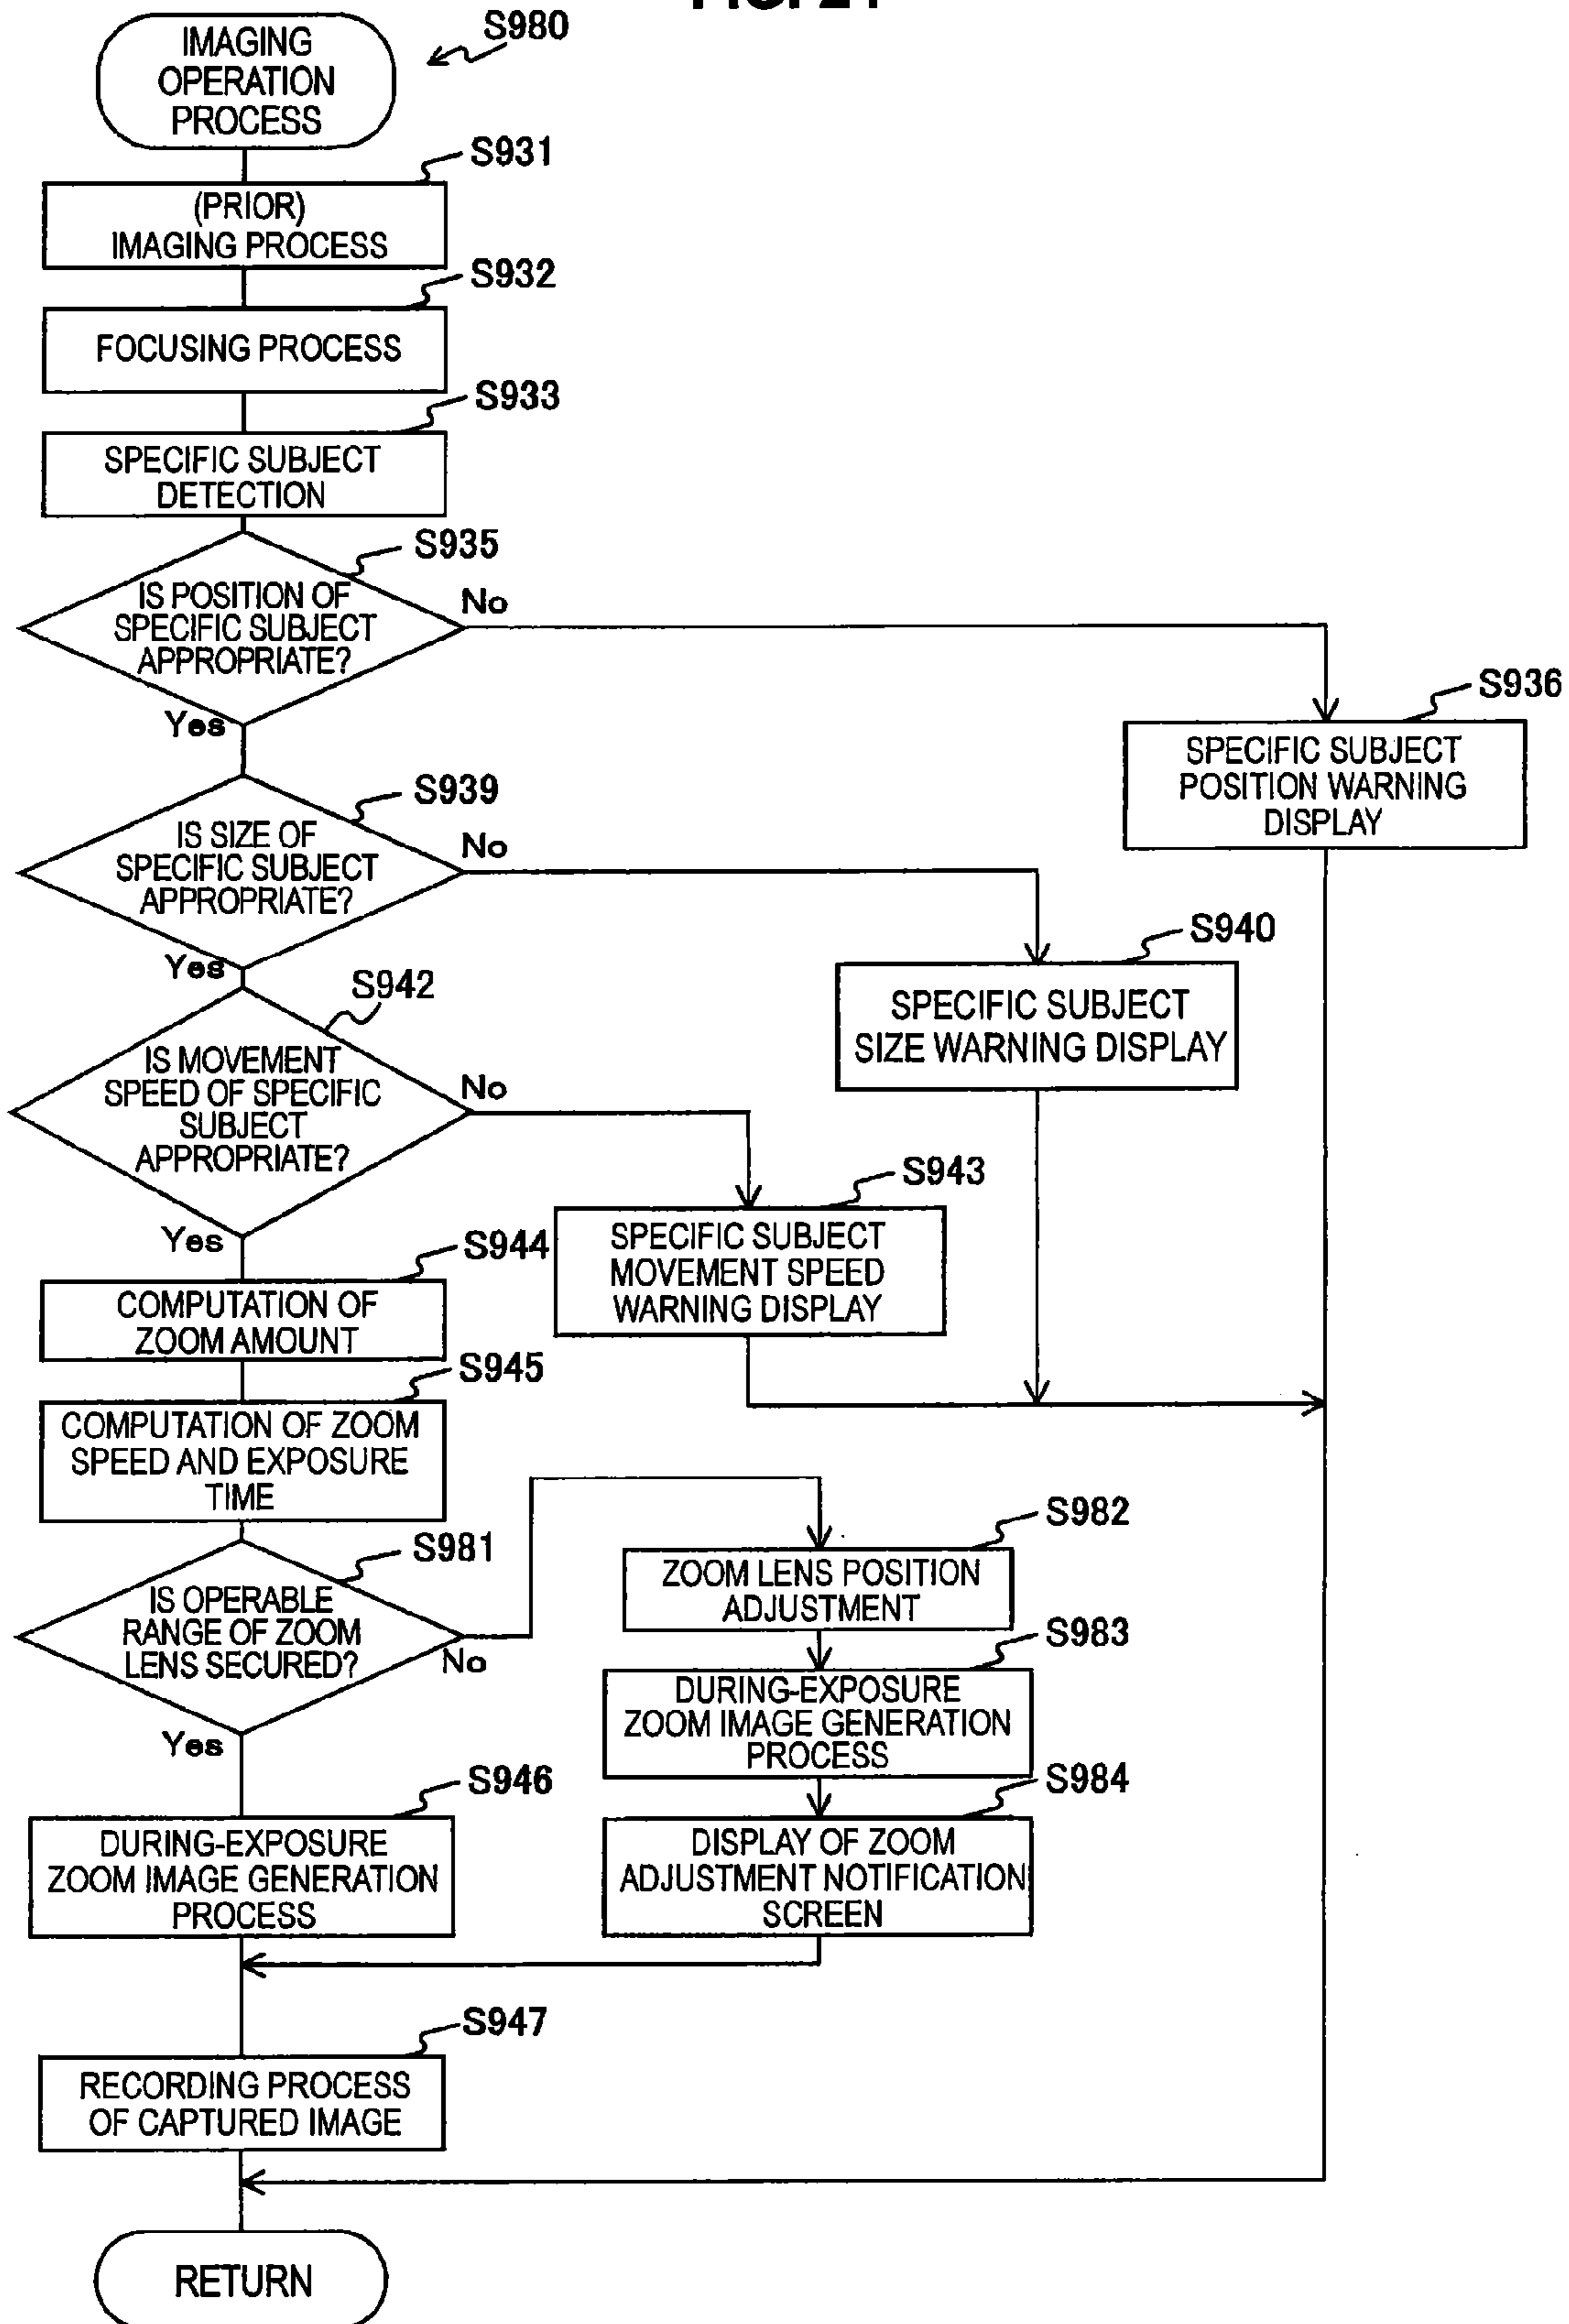 S980
IMAGING
OPERATION
PROCESS
S931
(PRIOR)
IMAGING PROCESS
S932
FOCUSING PROCESS
S933
SPECIFIC SUBJECT
DETECTION
S935
IS POSITION OF
SPECIFIC SUBJECT
APPROPRIATE?
No
Yes
S936
SPECIFIC SUBJECT
POSITION WARNING
DISPLAY
S939
IS SIZE OF
SPECIFIC SUBJECT
APPROPRIATE?
No
Yes
S940
SPECIFIC SUBJECT
SIZE WARNING DISPLAY
S942
IS MOVEMENT
SPEED OF SPECIFIC
SUBJECT
APPROPRIATE?
No
Yes
S943
SPECIFIC SUBJECT
MOVEMENT SPEED
WARNING DISPLAY
S944
COMPUTATION OF
ZOOM AMOUNT
S945
COMPUTATION OF ZOOM
SPEED AND EXPOSURE
TIME
S981
IS OPERABLE
RANGE OF ZOOM
LENS SECURED?
No
Yes
S982
ZOOM LENS POSITION
ADJUSTMENT
S983
DURING-EXPOSURE
ZOOM IMAGE GENERATION
PROCESS
S984
DISPLAY OF ZOOM
ADJUSTMENT NOTIFICATION
SCREEN
S946
DURING-EXPOSURE
ZOOM IMAGE GENERATION
PROCESS
S947
RECORDING PROCESS
OF CAPTURED IMAGE
RETURN